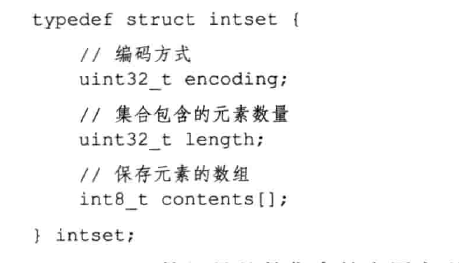 typedef struct intset {
// 编码方式
uint32_t encoding;
// 集合包含的元素数量
uint32_t length;
// 保存元素的数组
int8_t contents[];
} intset;